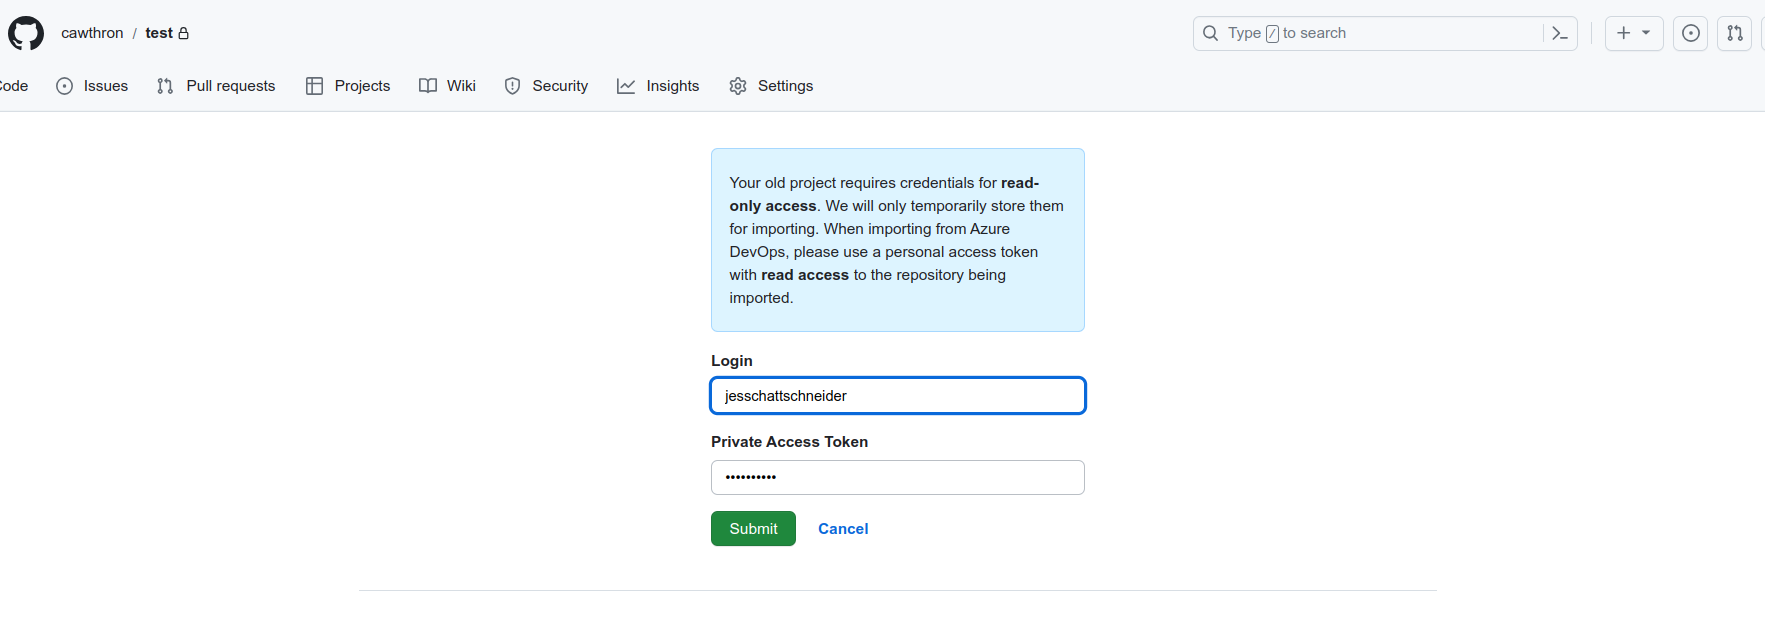 cawthron / test
Type / to search
Code Issues Pull requests Projects Wiki Security Insights Settings
Your old project requires credentials for read-
only access. We will only temporarily store them
for importing. When importing from Azure
DevOps, please use a personal access token
with read access to the repository being
imported.
Login
jesschattschneider
Private Access Token
••••••••••
Submit Cancel